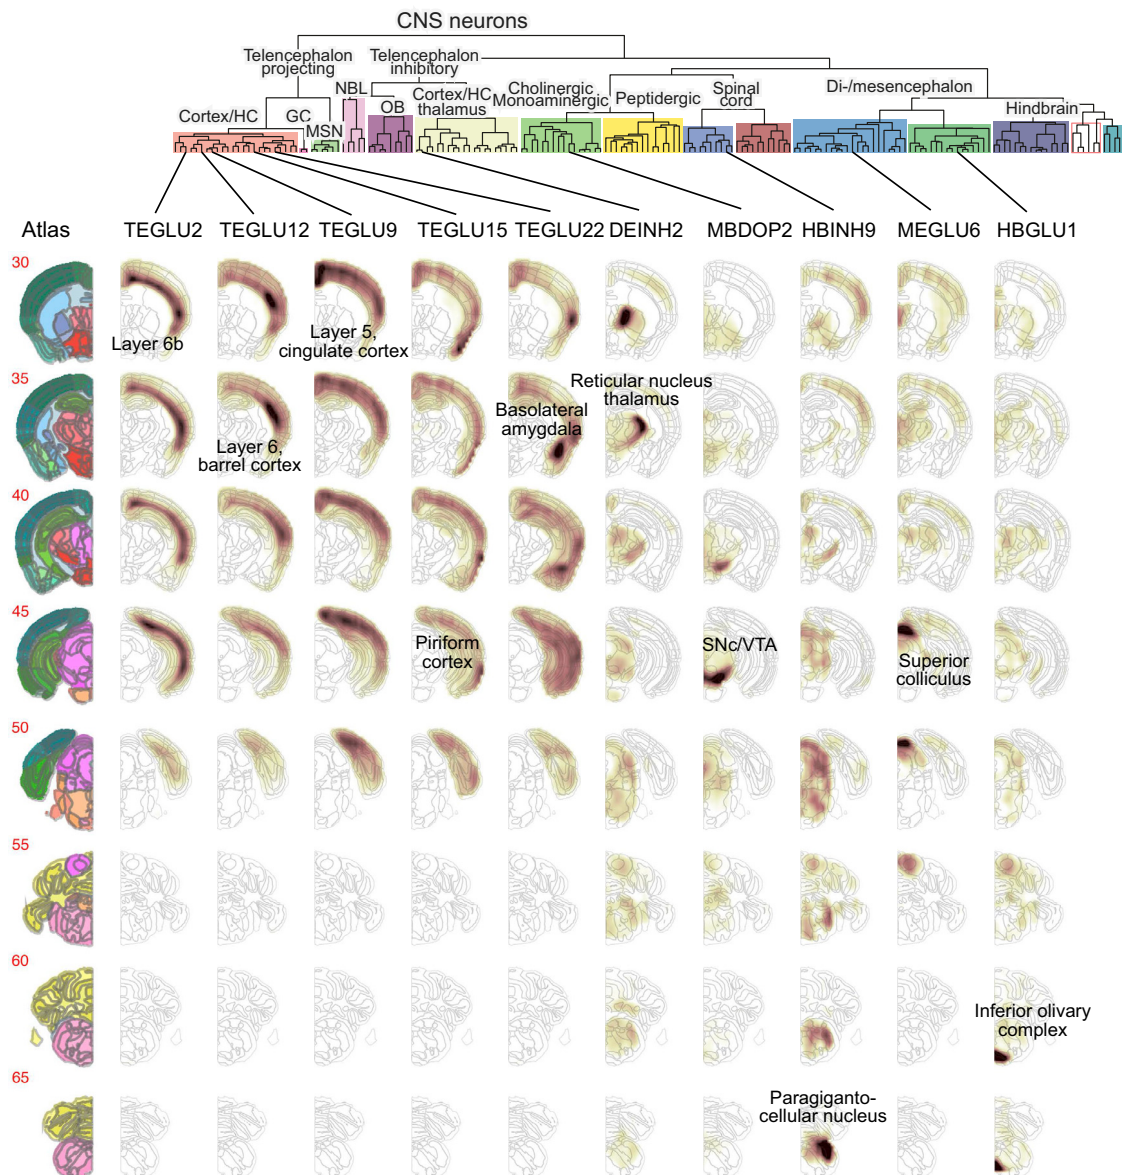 CNS neurons
Telencephalon
projecting
Telencephalon
inhibitory
NBL
OB
Cortex/HC
thalamus
Cholinergic
Monoaminergic
Peptidergic
Spinal
cord
Di-/mesencephalon
Hindbrain
Cortex/HC
GC
MSN
Atlas
TEGLU2
TEGLU12
TEGLU9
TEGLU15
TEGLU22
DEINH2
MBDOP2
HBINH9
MEGLU6
HBGLU1
30
Layer 6b
Layer 5,
cingulate cortex
35
Layer 6,
barrel cortex
Basolateral
amygdala
Reticular nucleus
thalamus
40
45
Piriform
cortex
SNc/VTA
Superior
colliculus
50
55
60
Inferior olivary
complex
65
Paragiganto-
cellular nucleus